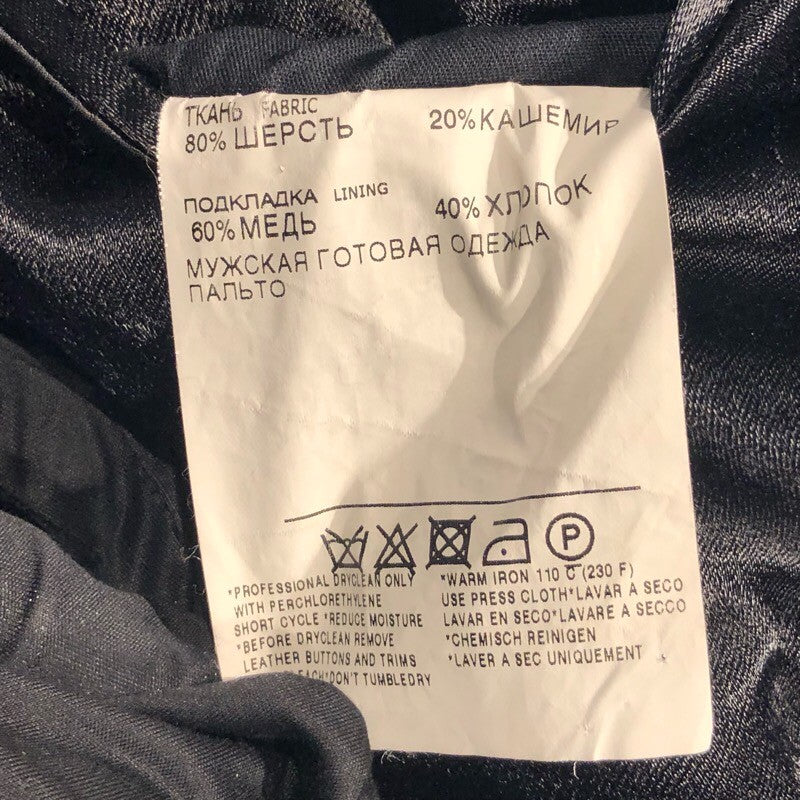 ТКАНЬ FABRIC
80% ШЕРСТЬ 20% КАШЕМИР
ПОДКЛАДКА LINING
60% МЕДЬ 40% ХЛОПОК
МУЖСКАЯ ГОТОВАЯ ОДЕЖДА
ПАЛЬТО
P
*PROFESSIONAL DRYCLEAN ONLY
WITH PERCHLORETHYLENE
SHORT CYCLE *REDUCE MOISTURE
*BEFORE DRYCLEAN REMOVE
LEATHER BUTTONS AND TRIMS
*DON'T TUMBLEDRY
*WARM IRON 110 C (230 F)
USE PRESS CLOTH*LAVAR A SECO
LAVAR EN SECO*LAVARE A SECCO
*CHEMISCH REINIGEN
*LAVER A SEC UNIQUEMENT